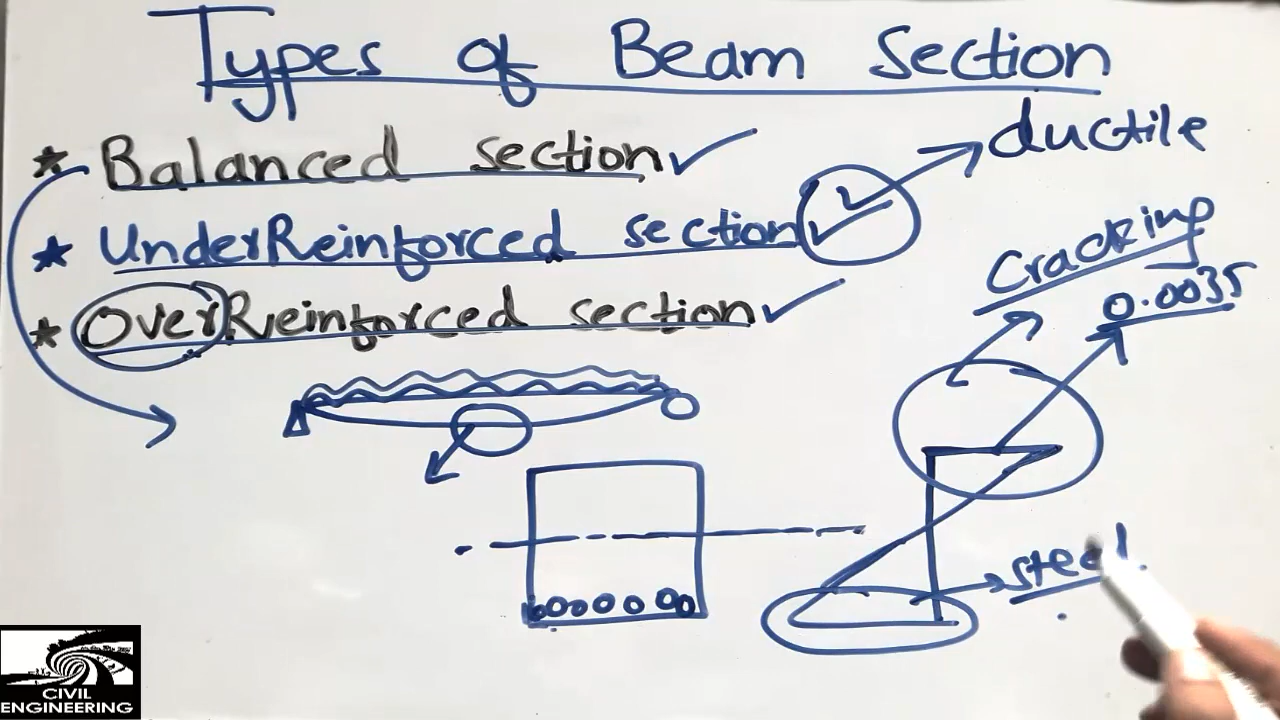 Types of Beam Section
* Balanced section ✓
ductile
* UnderReinforced section ✓✓
* OverReinforced section ✓
Cracking
0.0035
steel
CIVIL
ENGINEERING